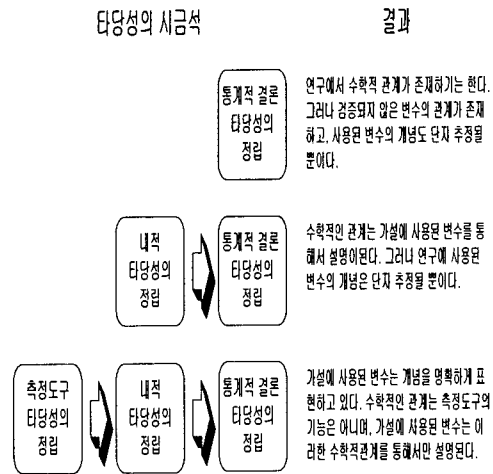 타당성의 시금석
결과
통계적 결론
타당성의
정립
연구에서 수학적 관계가 존재하기는 한다.
그러나 검증되지 않은 변수의 관계가 존재
하고, 사용된 변수의 개념도 단지 추정될
뿐이다.
내적
타당성의
정립
통계적 결론
타당성의
정립
수학적인 관계는 가설에 사용된 변수를 통
해서 설명이된다. 그러나 연구에 사용된
변수의 개념은 단지 추정될 뿐이다.
측정도구
타당성의
정립
내적
타당성의
정립
통계적 결론
타당성의
정립
가설에 사용된 변수는 개념을 명확하게 표
현하고 있다. 수학적인 관계는 측정도구의
기능은 아니며, 가설에 사용된 변수는 이
러한 수학적관계를 통해서만 설명된다.